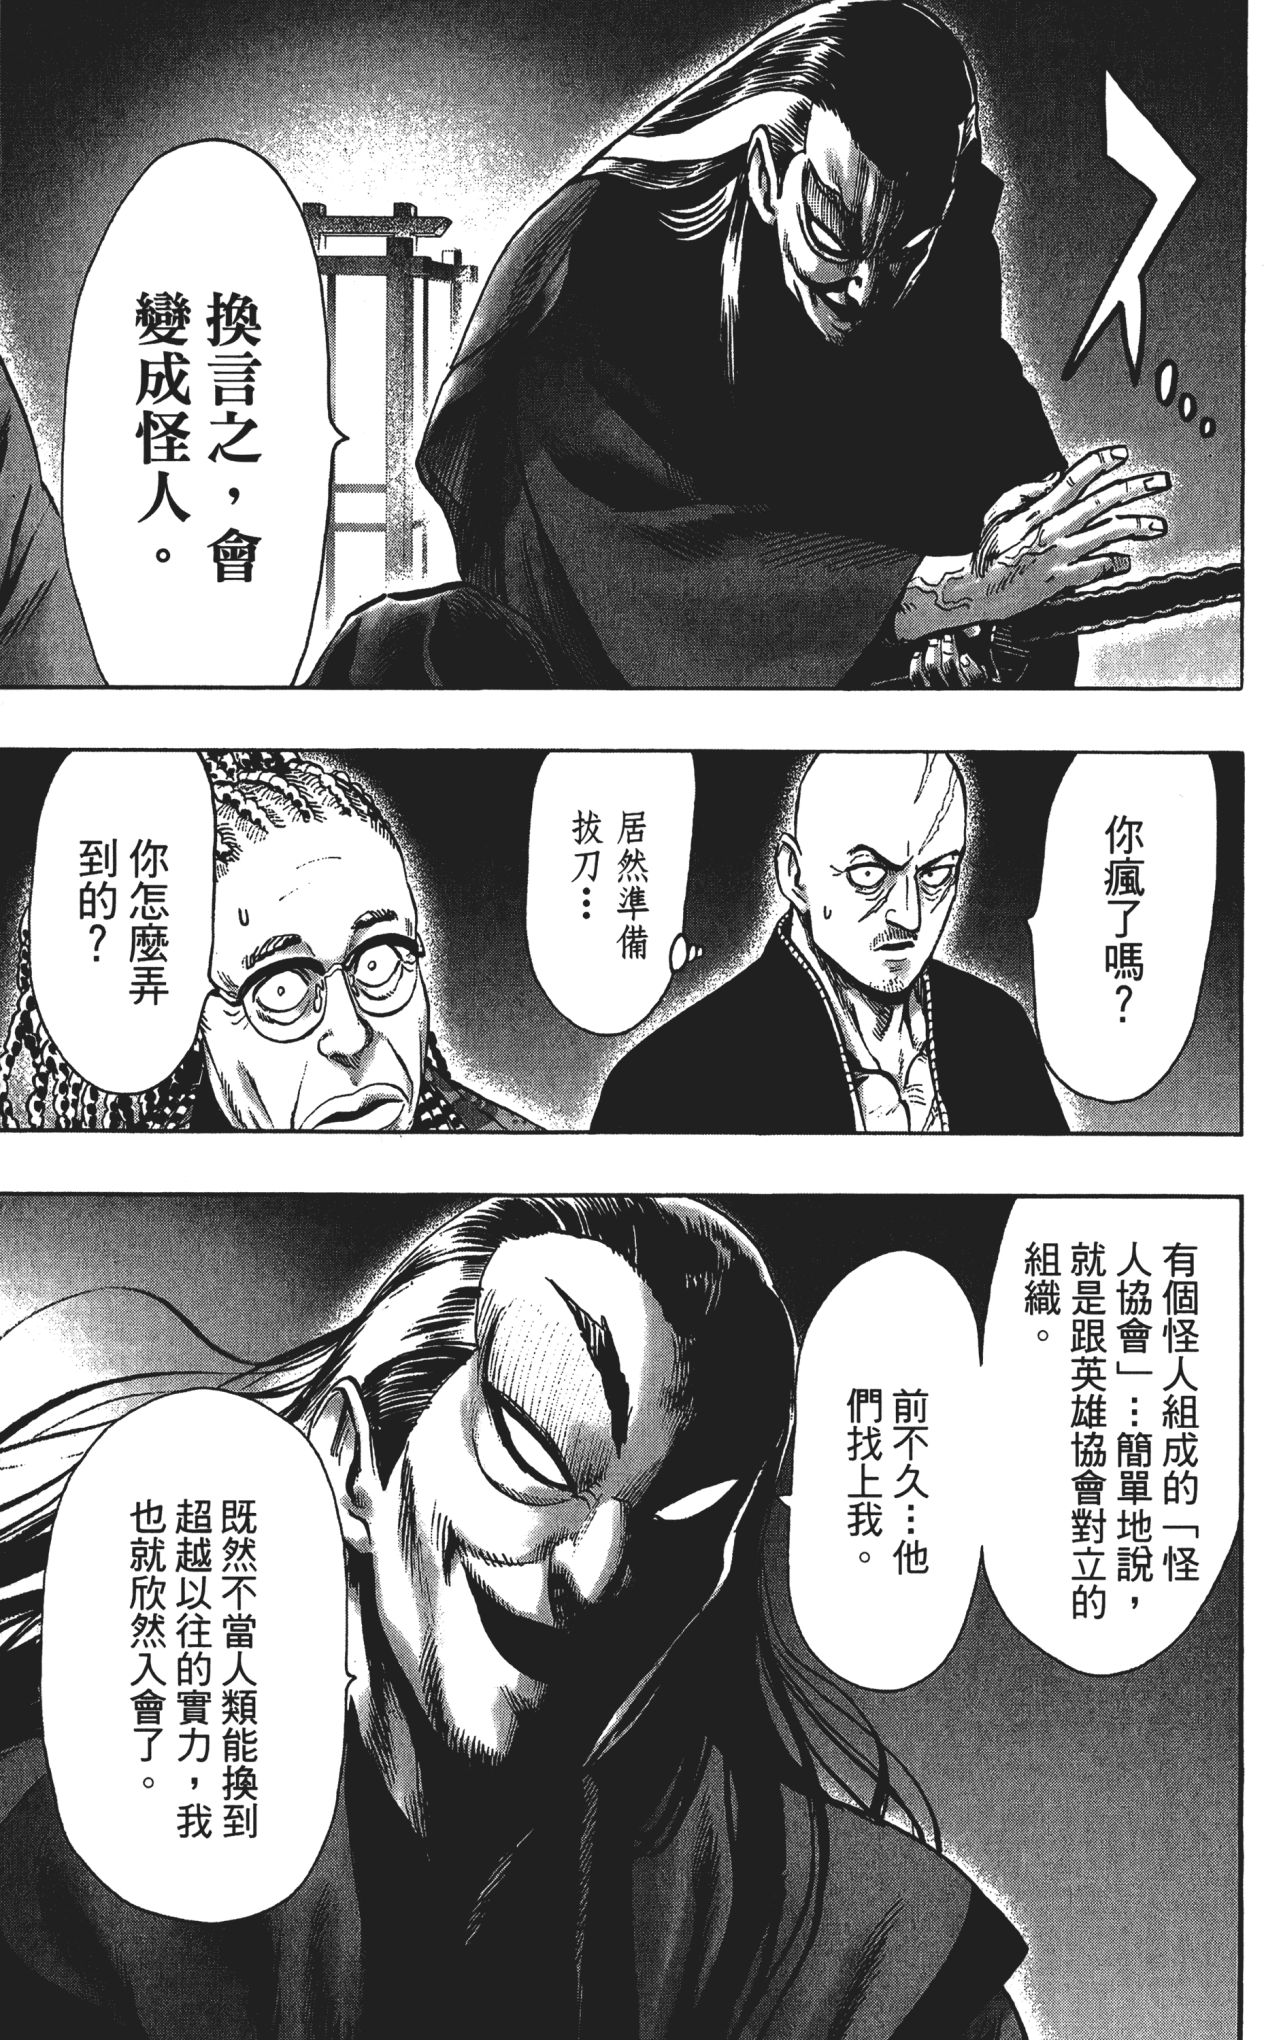 ス…
換言之，會
變成怪人。
你瘋了嗎？
居然準備
拔刀…
你怎麼弄
到的？
有個怪人組成的「怪
人協會」…簡單地說，
就是跟英雄協會對立的
組織。
前不久…他
們找上我。
既然不當人類能換到
超越以往的實力，我
也就欣然入會了。